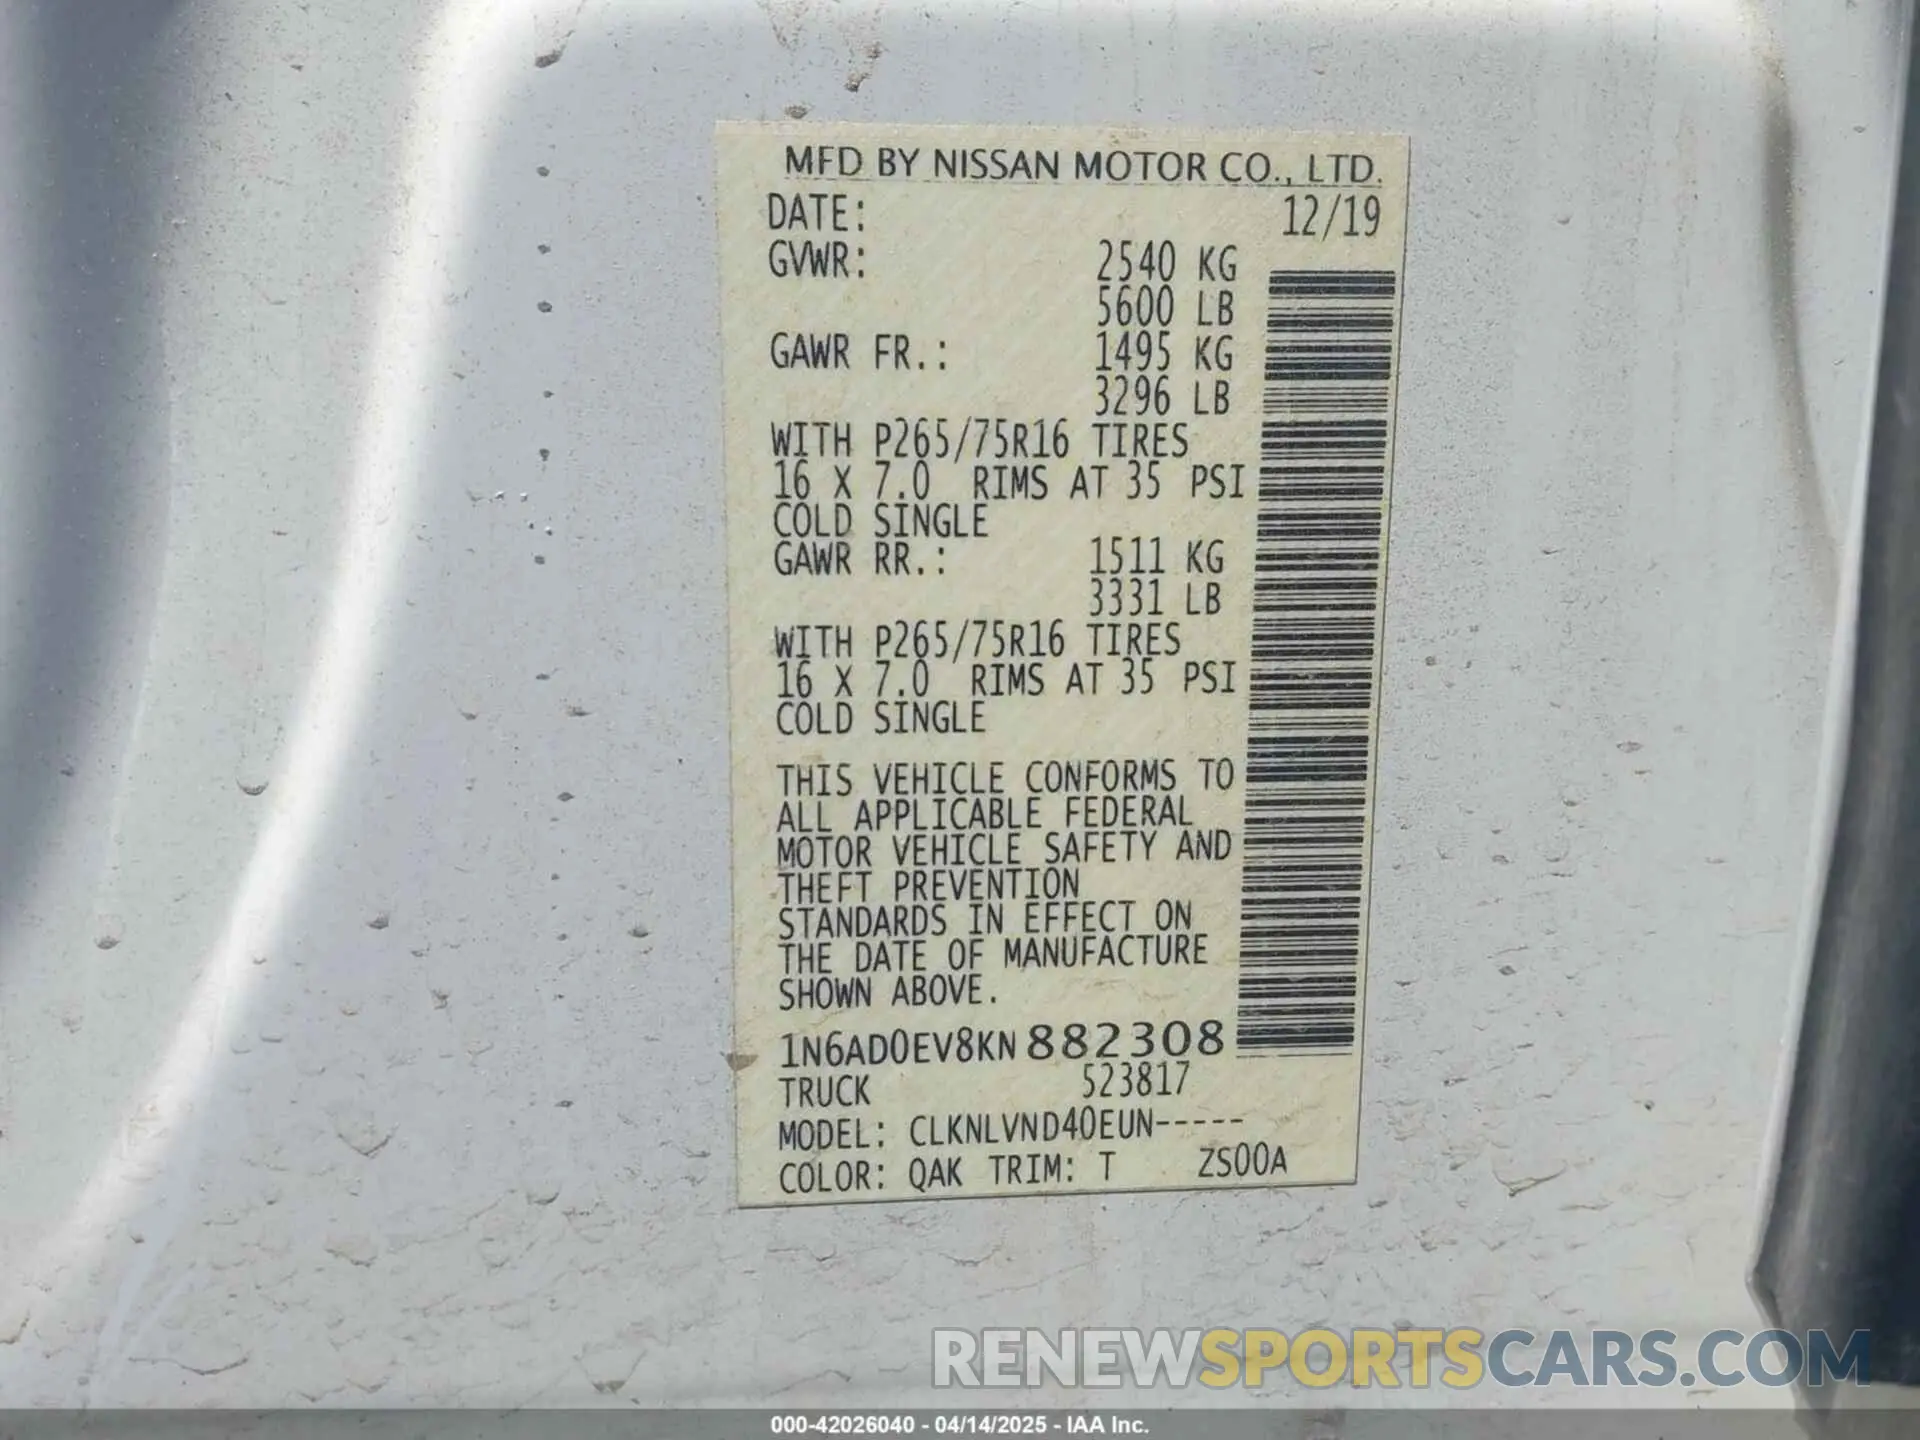 MFD BY NISSAN MOTOR CO., LTD.
DATE: 12/19
GVWR: 2540 KG
5600 LB
GAWR FR.: 1495 KG
3296 LB
WITH P265/75R16 TIRES
16 X 7.0 RIMS AT 35 PSI
COLD SINGLE
GAWR RR.: 1511 KG
3331 LB
WITH P265/75R16 TIRES
16 X 7.0 RIMS AT 35 PSI
COLD SINGLE
THIS VEHICLE CONFORMS TO
ALL APPLICABLE FEDERAL
MOTOR VEHICLE SAFETY AND
THEFT PREVENTION
STANDARDS IN EFFECT ON
THE DATE OF MANUFACTURE
SHOWN ABOVE.
1N6AD0EV8KN882308
TRUCK 523817
MODEL: CLKNLVND40EUN-----
COLOR: QAK TRIM: T ZS00A
RENEWSPORTSCARS.COM
000-42026040 - 04/14/2025 - IAA Inc.